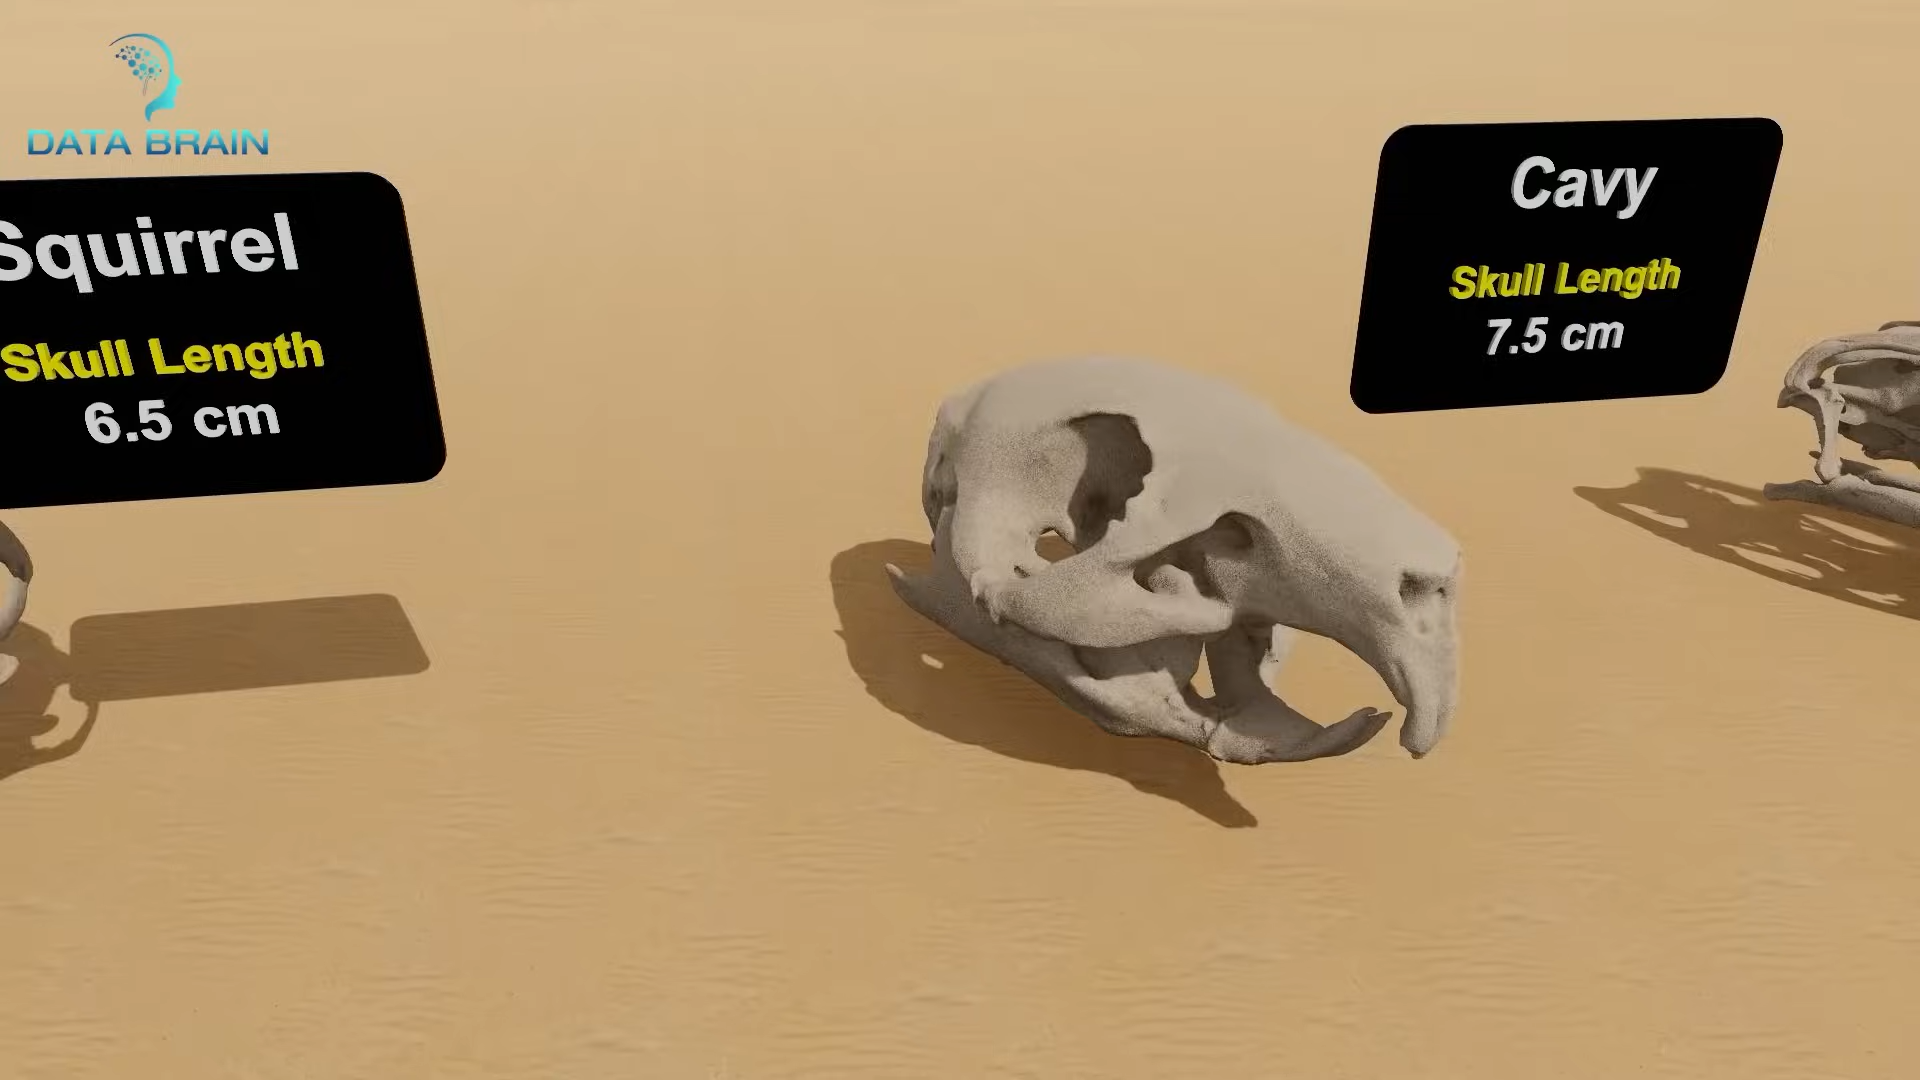 DATA BRAIN
Squirrel
Skull Length
6.5 cm
Cavy
Skull Length
7.5 cm